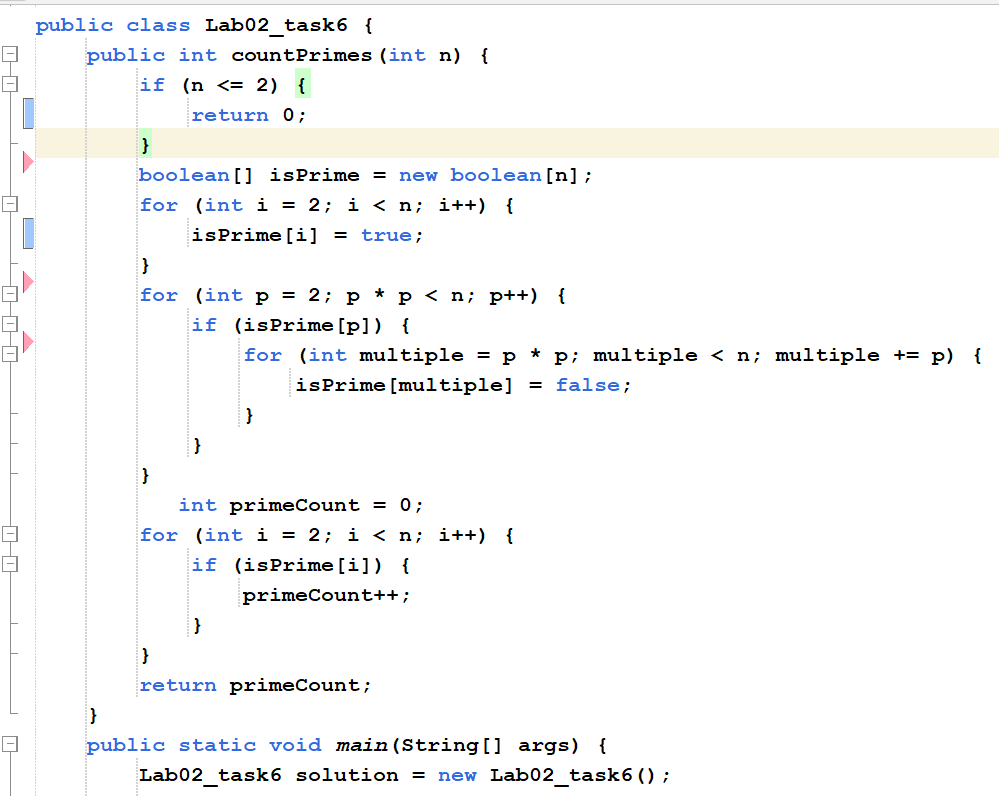 public class Lab02_task6 {
public int countPrimes(int n) {
if (n <= 2) {
return 0;
}
boolean[] isPrime = new boolean[n];
for (int i = 2; i < n; i++) {
isPrime[i] = true;
}
for (int p = 2; p * p < n; p++) {
if (isPrime[p]) {
for (int multiple = p * p; multiple < n; multiple += p) {
isPrime[multiple] = false;
}
}
}
int primeCount = 0;
for (int i = 2; i < n; i++) {
if (isPrime[i]) {
primeCount++;
}
}
return primeCount;
}
public static void main(String[] args) {
Lab02_task6 solution = new Lab02_task6();